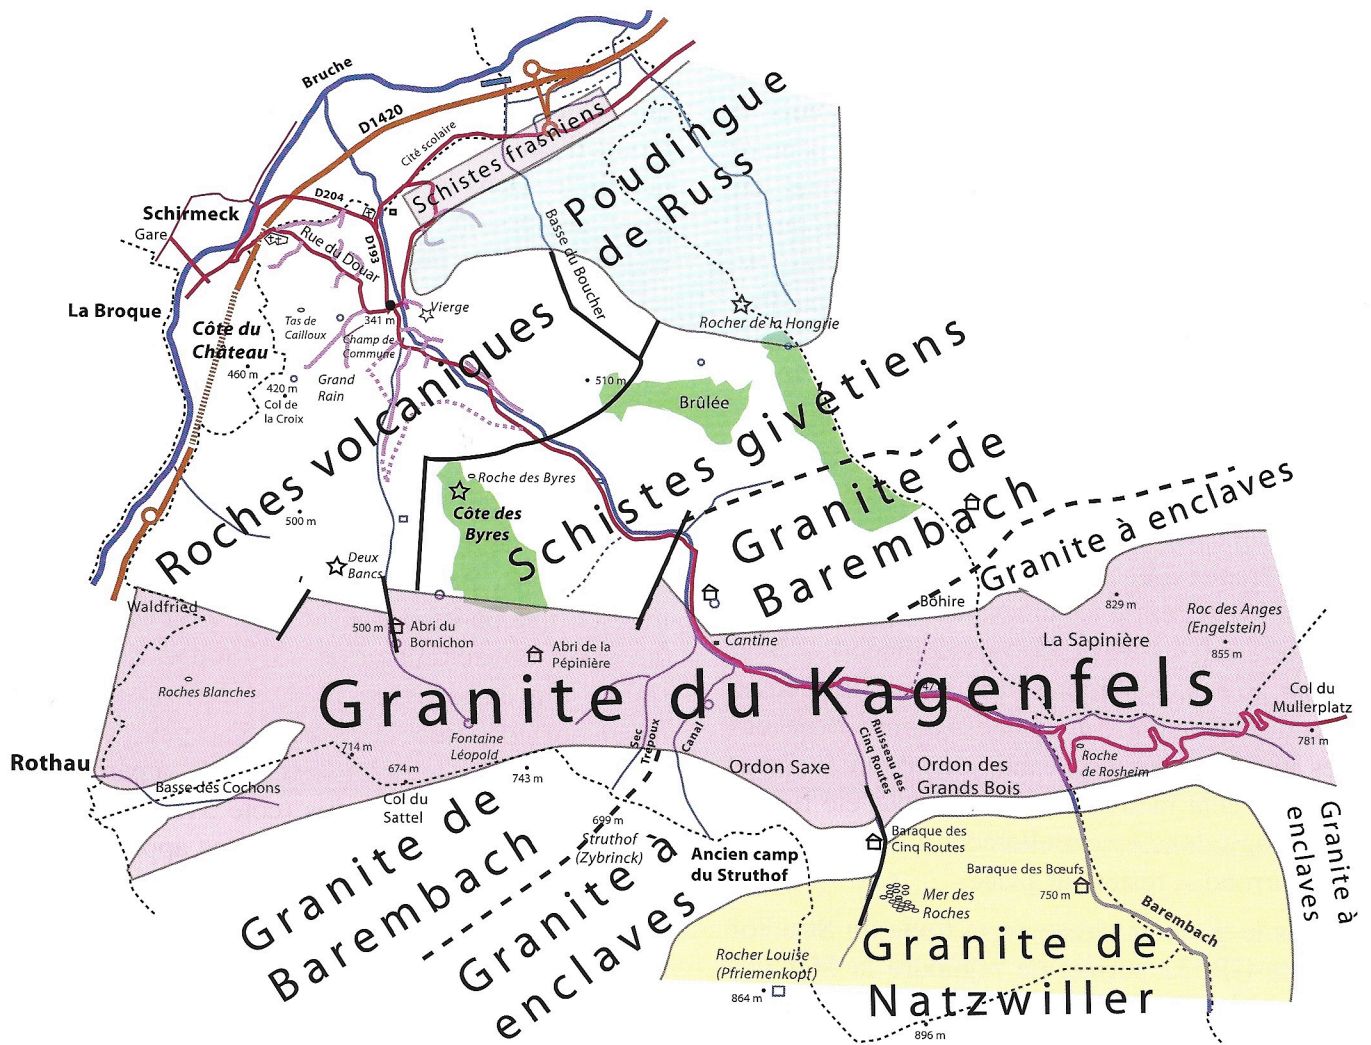 Bruche
D1420
Cité scolaire
Schistes frasniens
Poudingue
de Russ
D204
Schirmeck
Gare
Rue du Douar
D193
Basse du Boucher
La Broque
Côte du
Château
460 m
Tas de
Cailloux
341 m
Vierge
Champ de
Commune
420 m
Col de
la Croix
Grand
Rain
Rocher de la Hongrie
510 m
Brûlée
Roches volcaniques
Schistes givétiens
Roche des Byres
Côte des
Byres
500 m
Deux
Bancs
Granite de
Barembach
Granite à enclaves
Waldfried
500 m
Abri du
Bornichon
Abri de la
Pépinière
Cantine
Bohire
829 m
Roc des Anges
(Engelstein)
855 m
La Sapinière
Roches Blanches
Granite du Kagenfels
Col du
Mullerplatz
781 m
Fontaine
Léopold
Sec
Trépoux
Canal
Ruisseau des
Cinq Routes
Roche
de Rosheim
Rothau
714 m
674 m
743 m
Basse des Cochons
Col du
Sattel
Ordon Saxe
Ordon des
Grands Bois
Granite de
Barembach
699 m
Struthof
(Zybrinck)
Ancien camp
du Struthof
Granite à
enclaves
Baraque des
Cinq Routes
Baraque des Bœufs
750 m
Mer des
Roches
Barembach
Granite à
enclaves
Rocher Louise
(Pfriemenkopf)
864 m
Granite de
Natzwiller
896 m